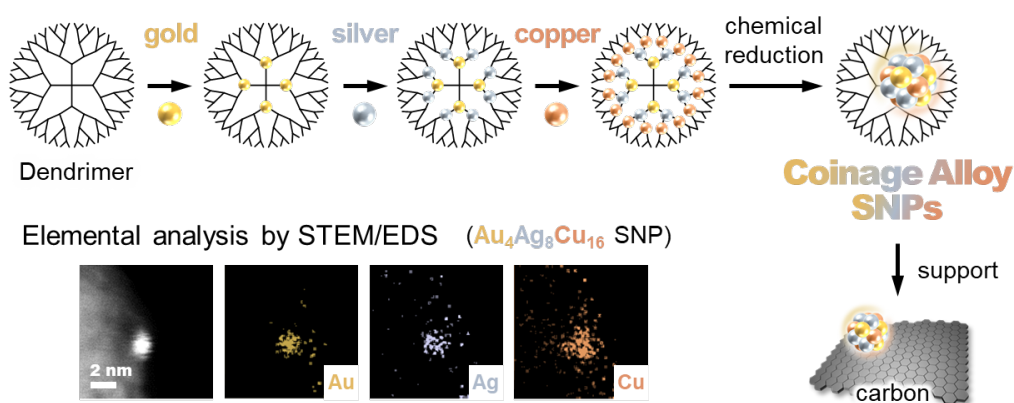 gold
silver
copper
chemical
reduction
Dendrimer
Coinage Alloy
SNPs
Elemental analysis by STEM/EDS (Au₄Ag₈Cu₁₆ SNP)
support
2 nm
Au
Ag
Cu
carbon